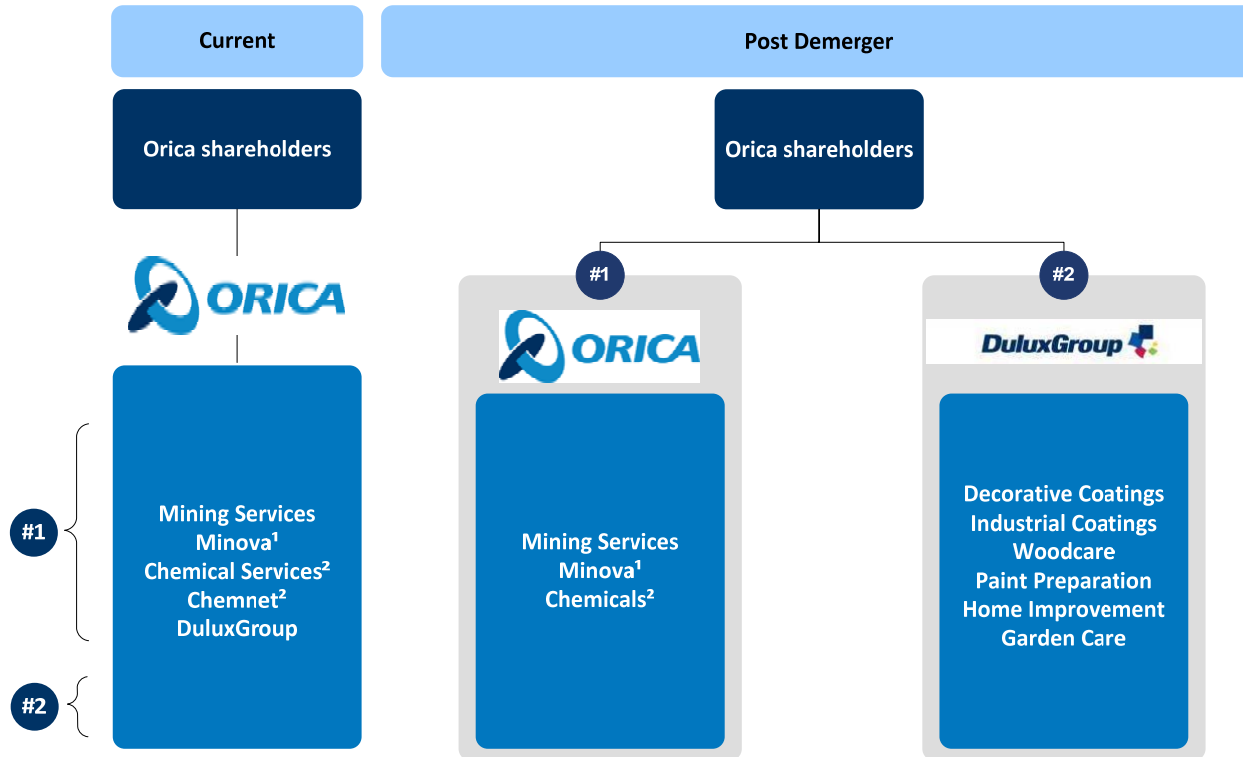 Current
Post Demerger
Orica shareholders
Orica shareholders
ORICA
#1
#2
ORICA
DuluxGroup
#1
#2
Mining Services
Minova¹
Chemical Services²
Chemnet²
DuluxGroup
Mining Services
Minova¹
Chemicals²
Decorative Coatings
Industrial Coatings
Woodcare
Paint Preparation
Home Improvement
Garden Care